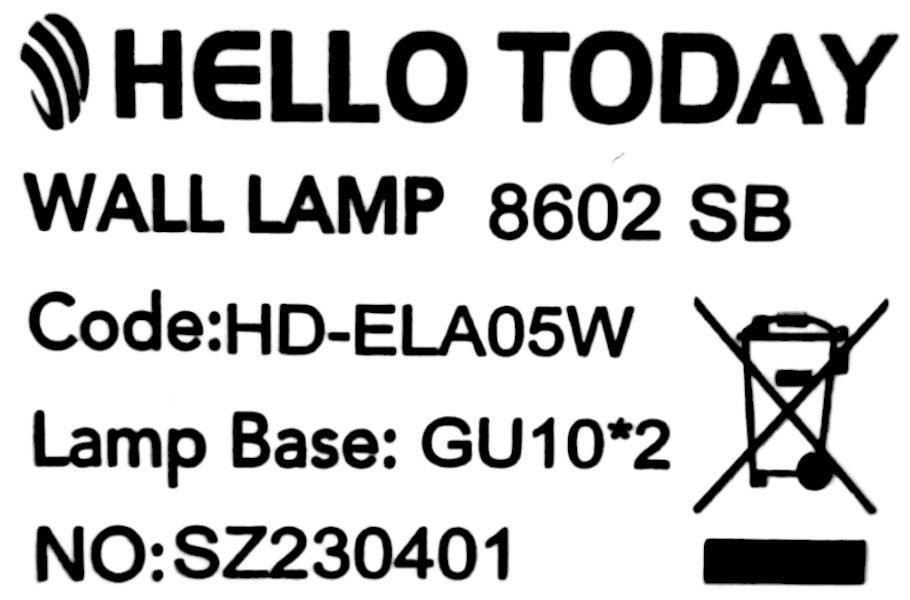 HELLO TODAY
WALL LAMP 8602 SB
Code:HD-ELA05W
Lamp Base: GU10*2
NO:SZ230401